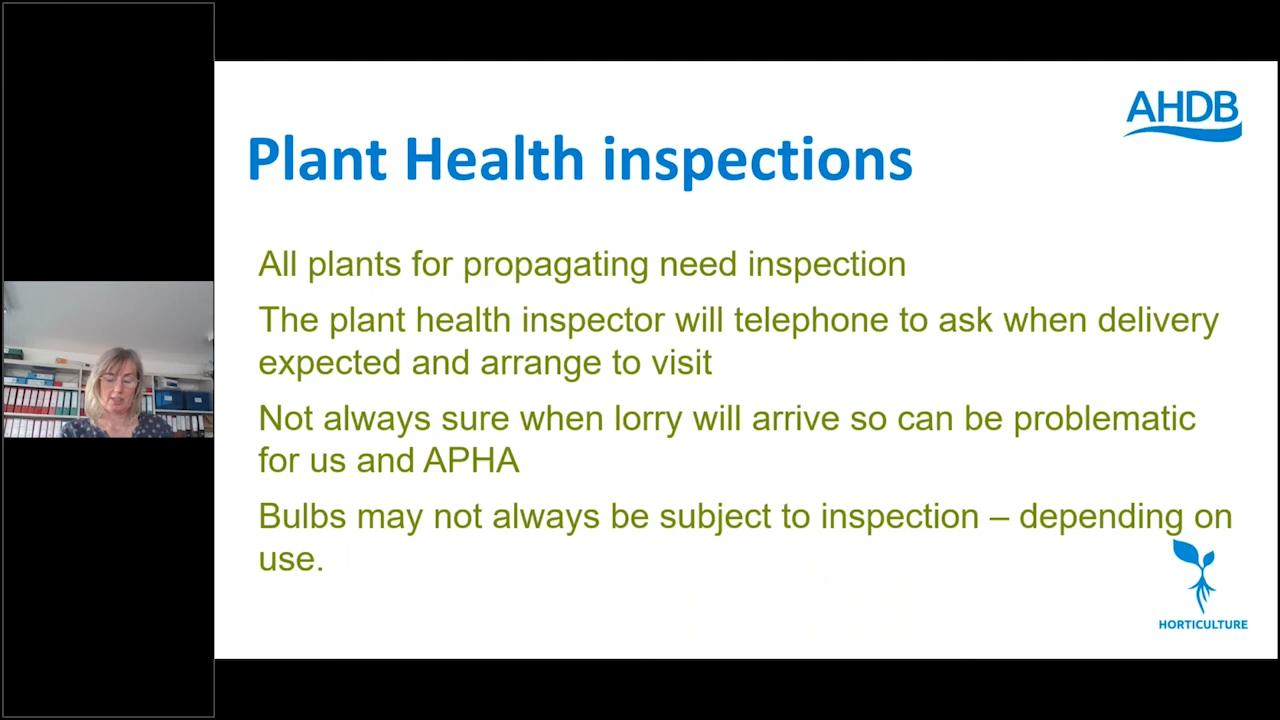 AHDB
Plant Health inspections
All plants for propagating need inspection
The plant health inspector will telephone to ask when delivery
expected and arrange to visit
Not always sure when lorry will arrive so can be problematic
for us and APHA
Bulbs may not always be subject to inspection – depending on
use.
HORTICULTURE